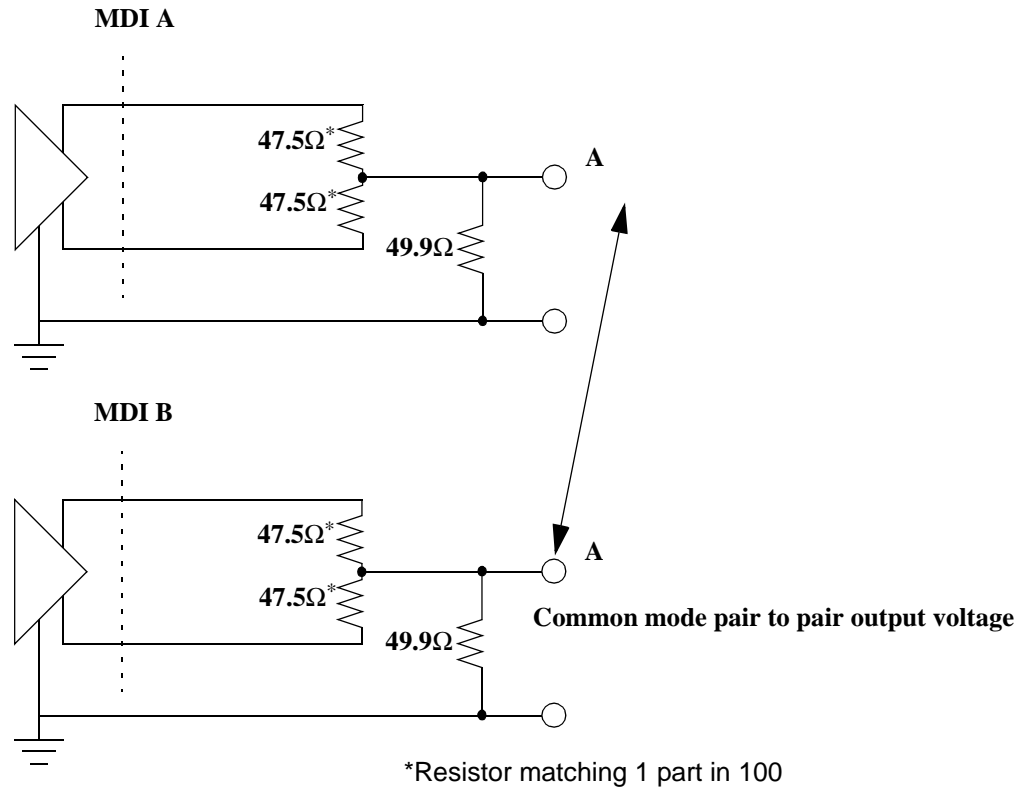 MDI A
47.5Ω*
A
47.5Ω*
49.9Ω
MDI B
47.5Ω*
A
47.5Ω*
Common mode pair to pair output voltage
49.9Ω
*Resistor matching 1 part in 100